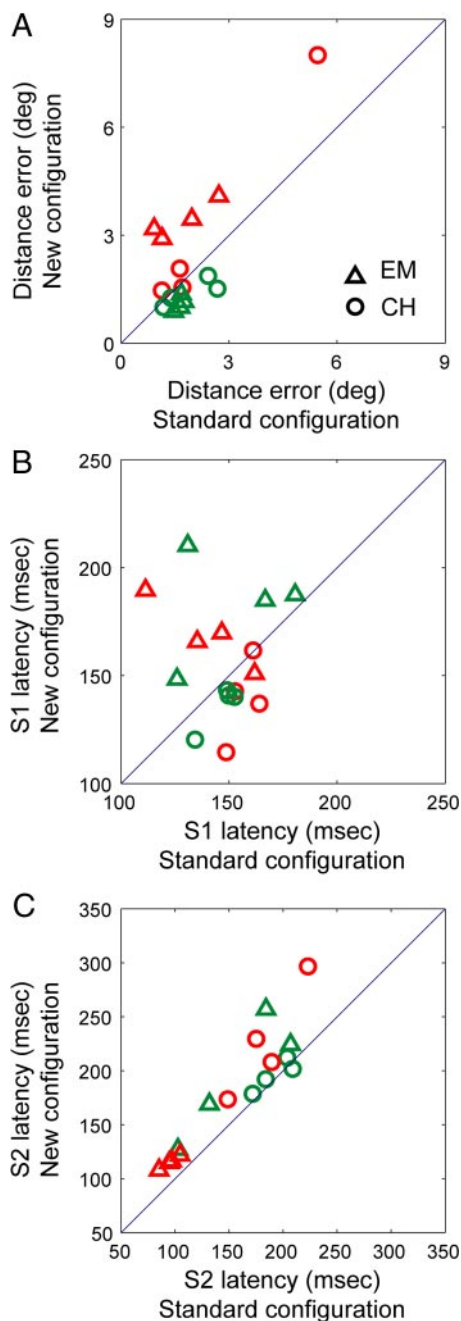 A
9
6
3
0
Distance error (deg)
New configuration
EM
CH
0 3 6 9
Distance error (deg)
Standard configuration
B
250
200
150
100
S1 latency (msec)
New configuration
100 150 200 250
S1 latency (msec)
Standard configuration
C
350
300
250
200
150
100
50
S2 latency (msec)
New configuration
50 100 150 200 250 300 350
S2 latency (msec)
Standard configuration